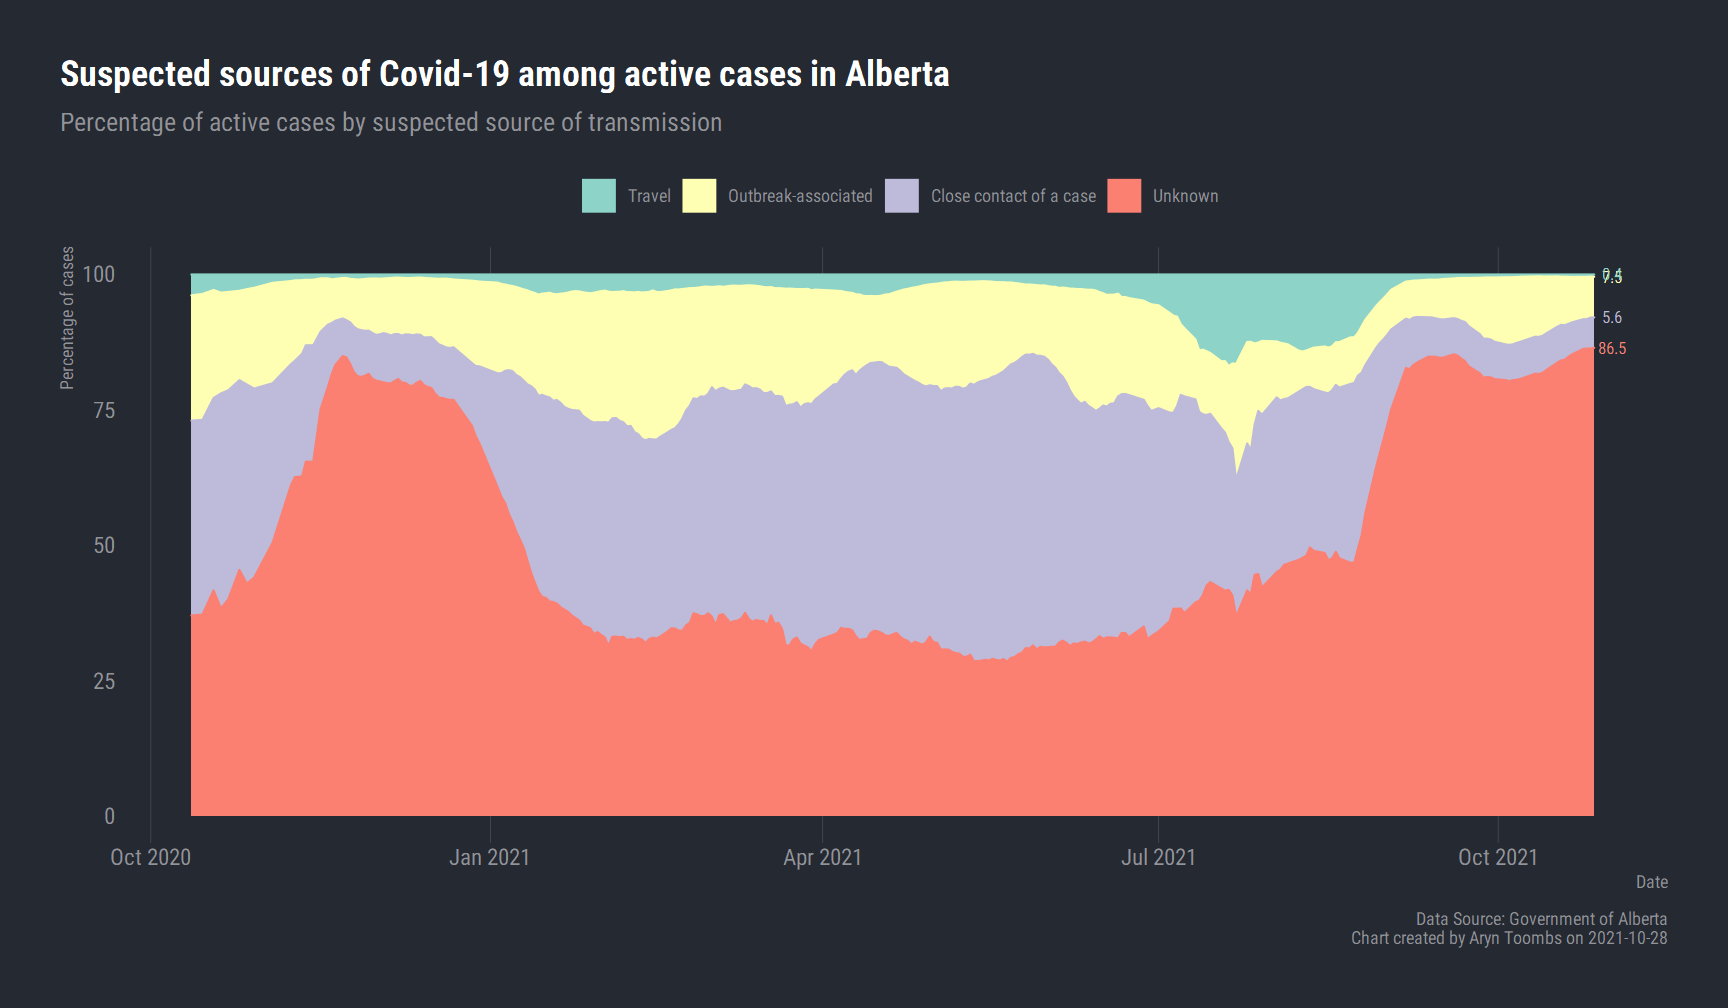 Suspected sources of Covid-19 among active cases in Alberta
Percentage of active cases by suspected source of transmission
Travel
Outbreak-associated
Close contact of a case
Unknown
Percentage of cases
100
75
50
25
0
5.6
86.5
Oct 2020
Jan 2021
Apr 2021
Jul 2021
Oct 2021
Date
Data Source: Government of Alberta
Chart created by Aryn Toombs on 2021-10-28